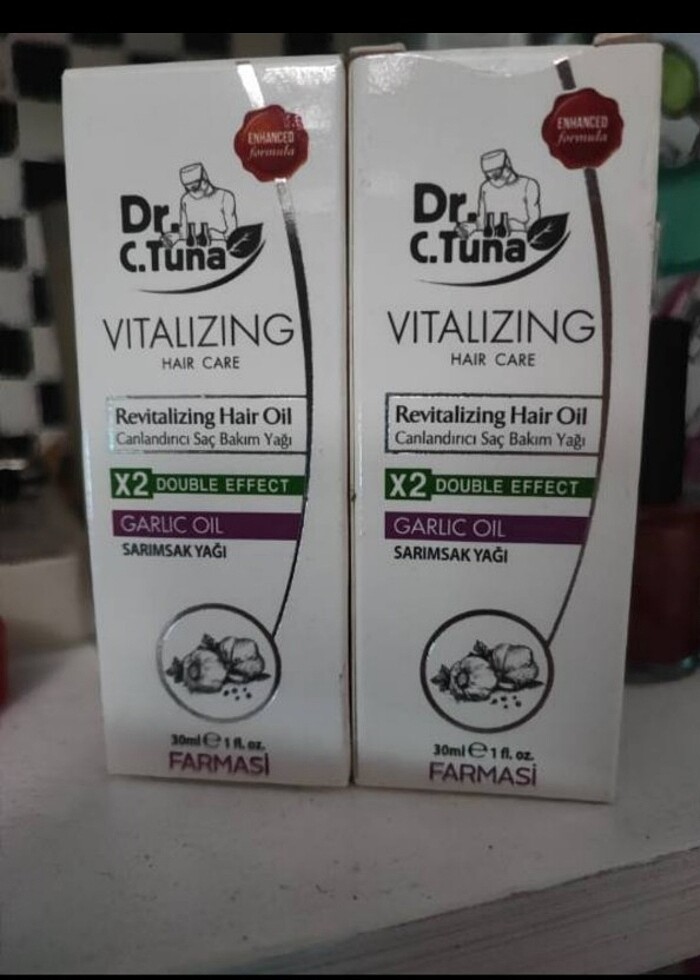 ENHANCED
formula
Dr.
C.Tuna
VITALIZING
HAIR CARE
Revitalizing Hair Oil
Canlandırıcı Saç Bakım Yağı
X2 DOUBLE EFFECT
GARLIC OIL
SARIMSAK YAĞI
30ml ℮ 1 fl. oz.
FARMASİ
ENHANCED
formula
Dr.
C.Tuna
VITALIZING
HAIR CARE
Revitalizing Hair Oil
Canlandırıcı Saç Bakım Yağı
X2 DOUBLE EFFECT
GARLIC OIL
SARIMSAK YAĞI
30ml ℮ 1 fl. oz.
FARMASİ